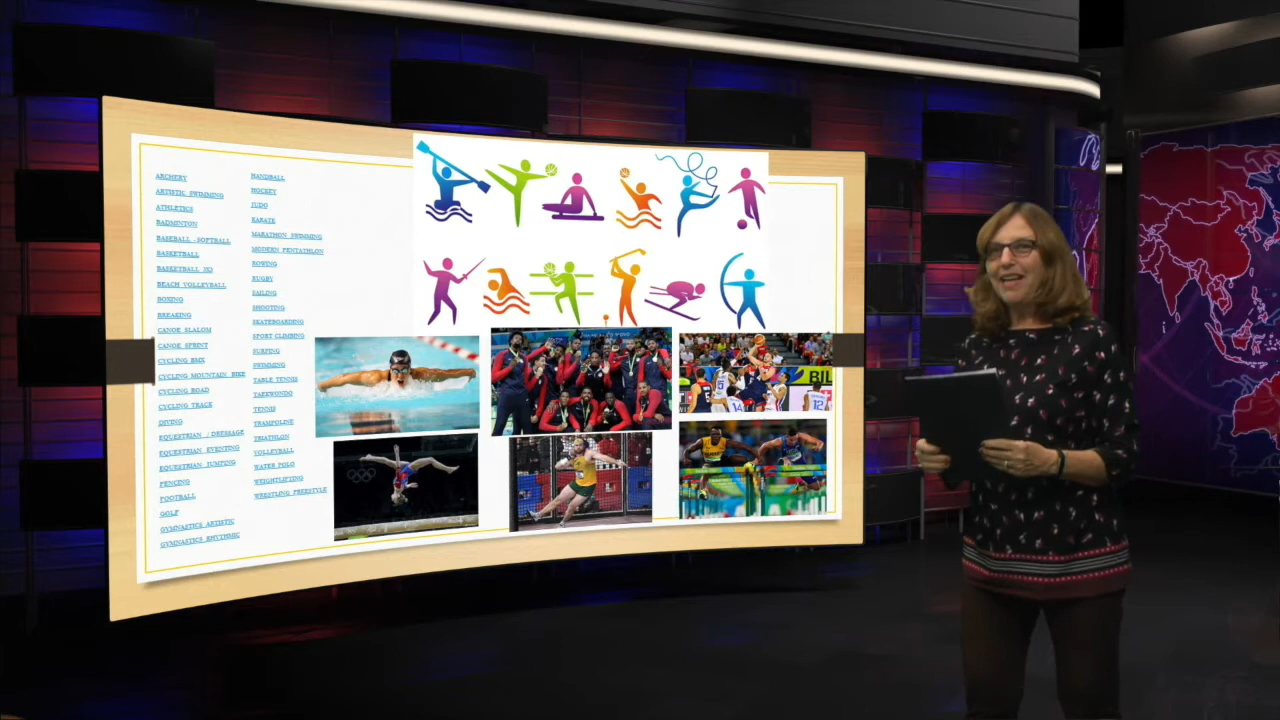 ARCHERY
ARTISTIC SWIMMING
ATHLETICS
BADMINTON
BASEBALL - SOFTBALL
BASKETBALL
BASKETBALL 3X3
BEACH VOLLEYBALL
BOXING
BREAKING
CANOE SLALOM
CANOE SPRINT
CYCLING BMX
CYCLING MOUNTAIN BIKE
CYCLING ROAD
CYCLING TRACK
DIVING
EQUESTRIAN / DRESSAGE
EQUESTRIAN EVENTING
EQUESTRIAN JUMPING
FENCING
FOOTBALL
GOLF
GYMNASTICS ARTISTIC
GYMNASTICS RHYTHMIC
HANDBALL
HOCKEY
JUDO
KARATE
MARATHON SWIMMING
MODERN PENTATHLON
ROWING
RUGBY
SAILING
SHOOTING
SKATEBOARDING
SPORT CLIMBING
SURFING
SWIMMING
TABLE TENNIS
TAEKWONDO
TENNIS
TRAMPOLINE
TRIATHLON
VOLLEYBALL
WATER POLO
WEIGHTLIFTING
WRESTLING FREESTYLE
BIL